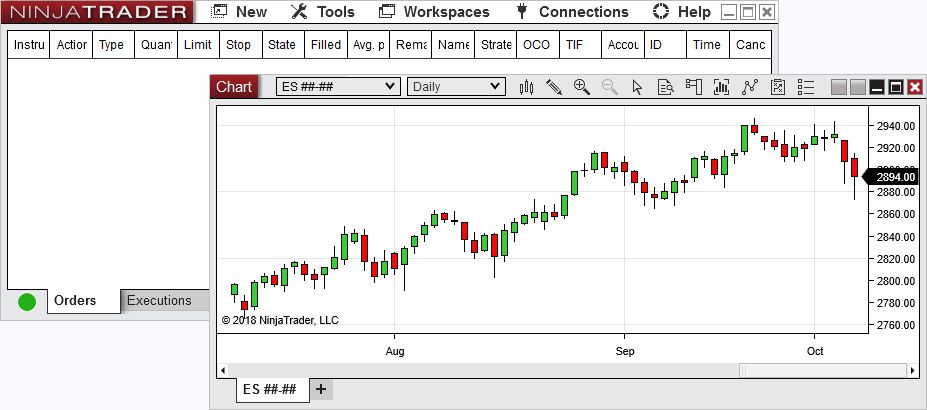 NINJATRADER New Tools Workspaces Connections Help
Instru Action Type Quant Limit Stop State Filled Avg. p Rema Name Strate OCO TIF Accou ID Time Canc
Chart ES ##-## Daily
2940.00
2920.00
2894.00
2880.00
2860.00
2840.00
2820.00
2800.00
2780.00
2760.00
Orders Executions
© 2018 NinjaTrader, LLC
Aug Sep Oct
ES ##-## +